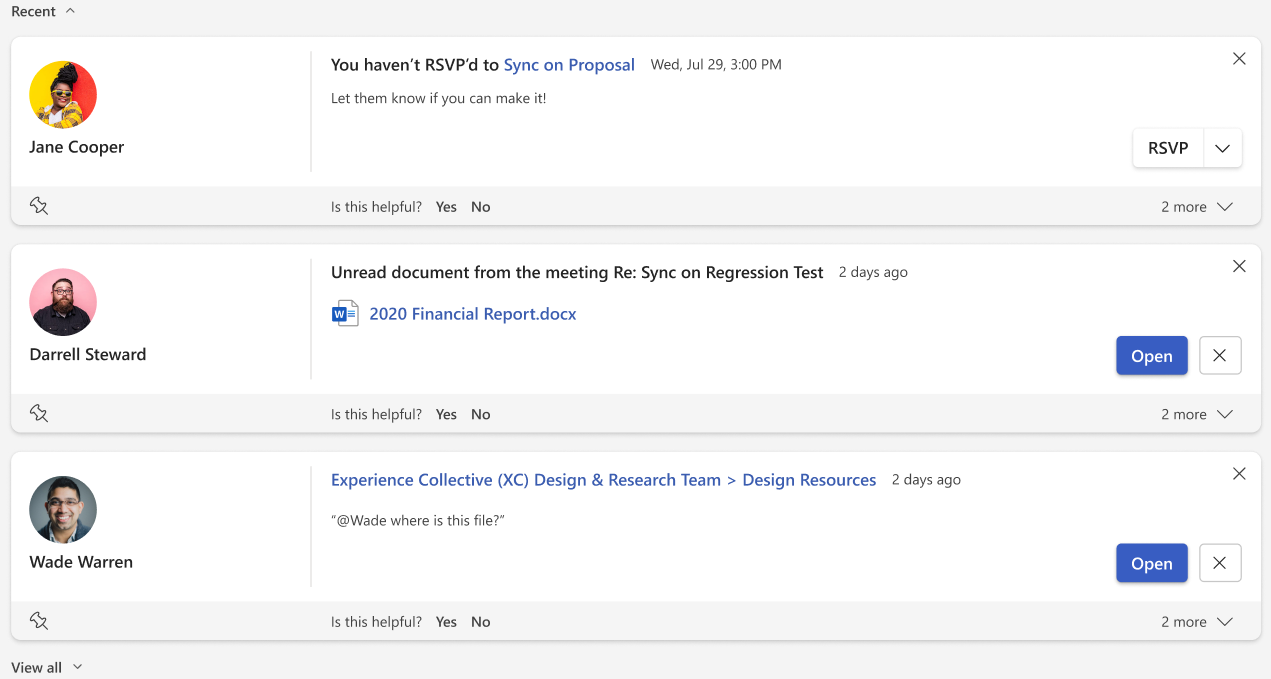 Recent
You haven’t RSVP’d to Sync on Proposal Wed, Jul 29, 3:00 PM
Let them know if you can make it!
Jane Cooper
RSVP
Is this helpful? Yes No 2 more
Unread document from the meeting Re: Sync on Regression Test 2 days ago
W 2020 Financial Report.docx
Darrell Steward
Open
Is this helpful? Yes No 2 more
Experience Collective (XC) Design & Research Team > Design Resources 2 days ago
“@Wade where is this file?”
Wade Warren
Open
Is this helpful? Yes No 2 more
View all